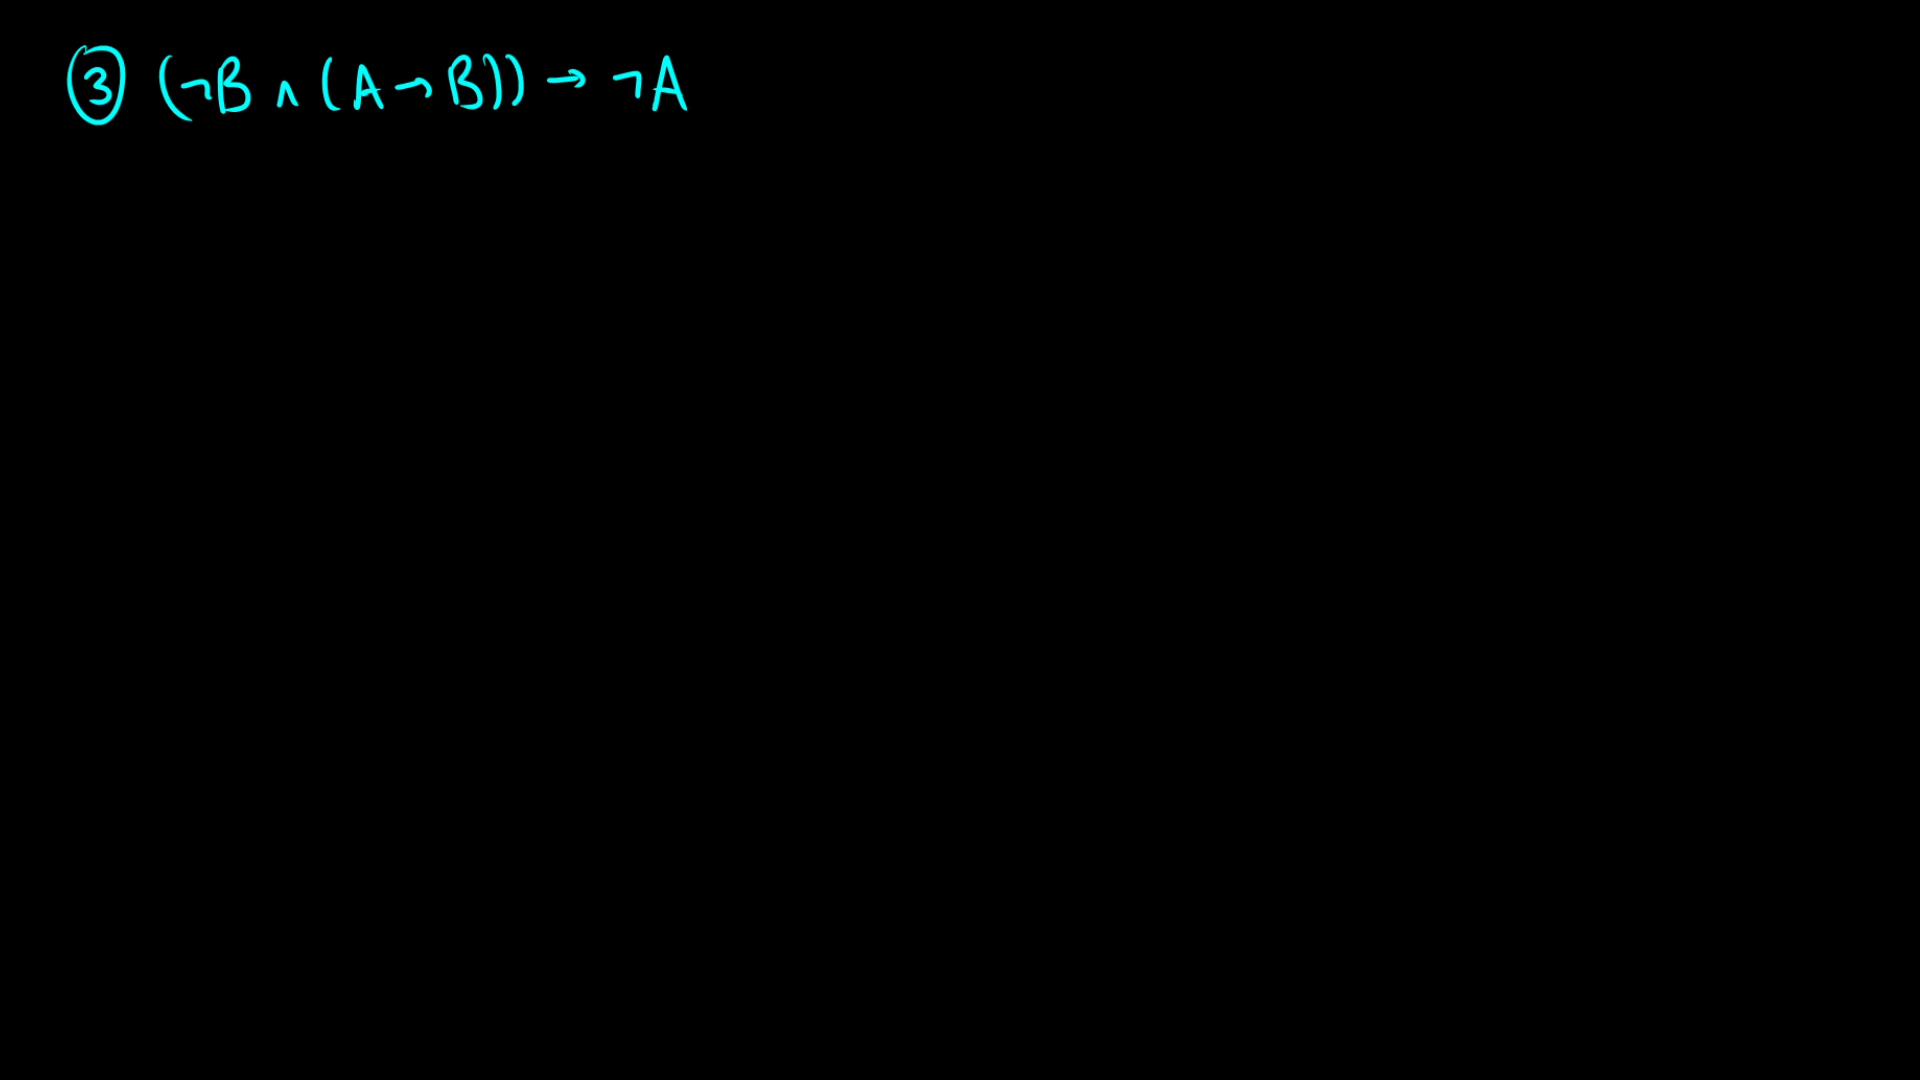 ③ (¬B ∧ (A → B)) → ¬A